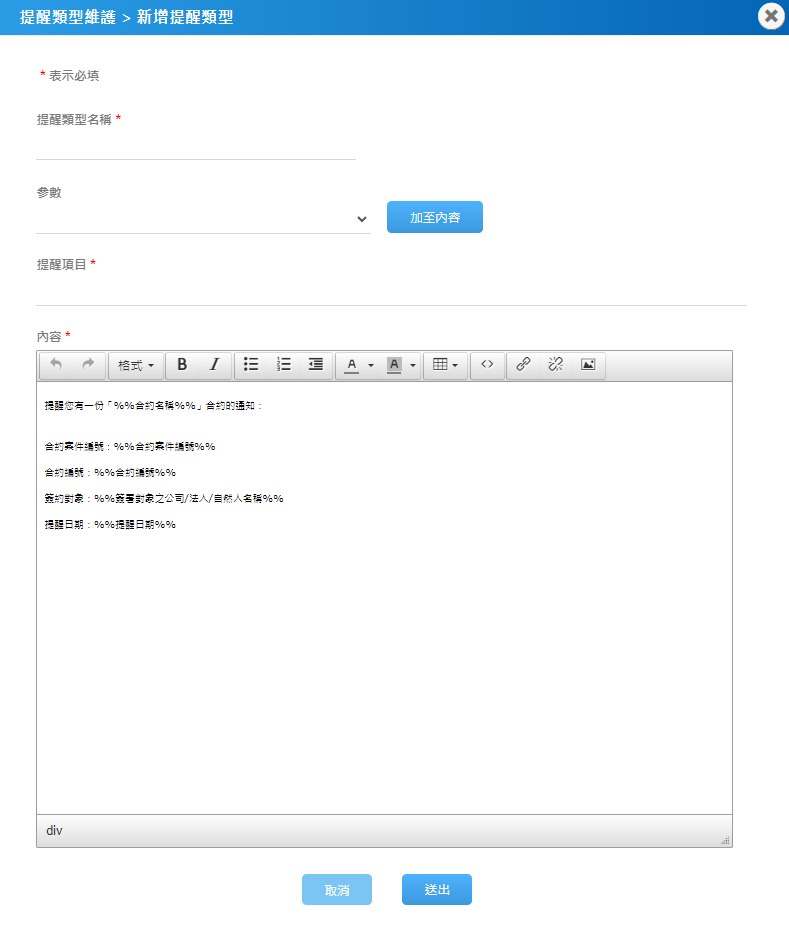 提醒類型維護 > 新增提醒類型
* 表示必填
提醒類型名稱 *
參數
加至內容
提醒項目 *
內容 *
格式 B I A A
提醒您有一份「%%合約名稱%%」合約的通知：
合約案件編號：%%合約案件編號%%
合約編號：%%合約編號%%
簽約對象：%%簽署對象之公司/法人/自然人名稱%%
提醒日期：%%提醒日期%%
div
取消 送出